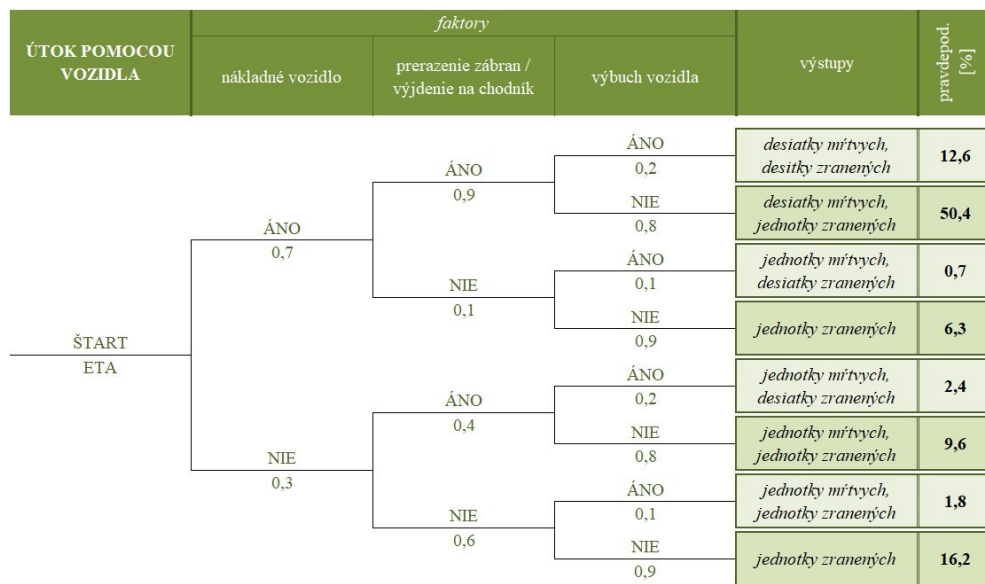 ÚTOK POMOCOU
VOZIDLA
faktory
nákladné vozidlo
prerazenie zábran /
výjdenie na chodník
výbuch vozidla
výstupy
pravdepod.
[%]
ÁNO
0,2
desiatky mŕtvych,
desitky zranených
12,6
ÁNO
0,9
NIE
0,8
desiatky mŕtvych,
jednotky zranených
50,4
ÁNO
0,7
ÁNO
0,1
jednotky mŕtvych,
desiatky zranených
0,7
NIE
0,1
NIE
0,9
jednotky zranených
6,3
ŠTART
ETA
ÁNO
0,2
jednotky mŕtvych,
desiatky zranených
2,4
ÁNO
0,4
NIE
0,8
jednotky mŕtvych,
jednotky zranených
9,6
NIE
0,3
ÁNO
0,1
jednotky mŕtvych,
jednotky zranených
1,8
NIE
0,6
NIE
0,9
jednotky zranených
16,2